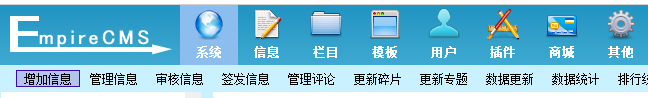 EmpireCMS
系统 信息 栏目 模板 用户 插件 商城 其他
增加信息 管理信息 审核信息 签发信息 管理评论 更新碎片 更新专题 数据更新 数据统计 排行